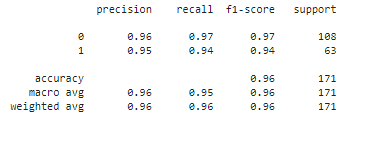 precision recall f1-score support
0 0.96 0.97 0.97 108
1 0.95 0.94 0.94 63
accuracy 0.96 171
macro avg 0.96 0.95 0.96 171
weighted avg 0.96 0.96 0.96 171